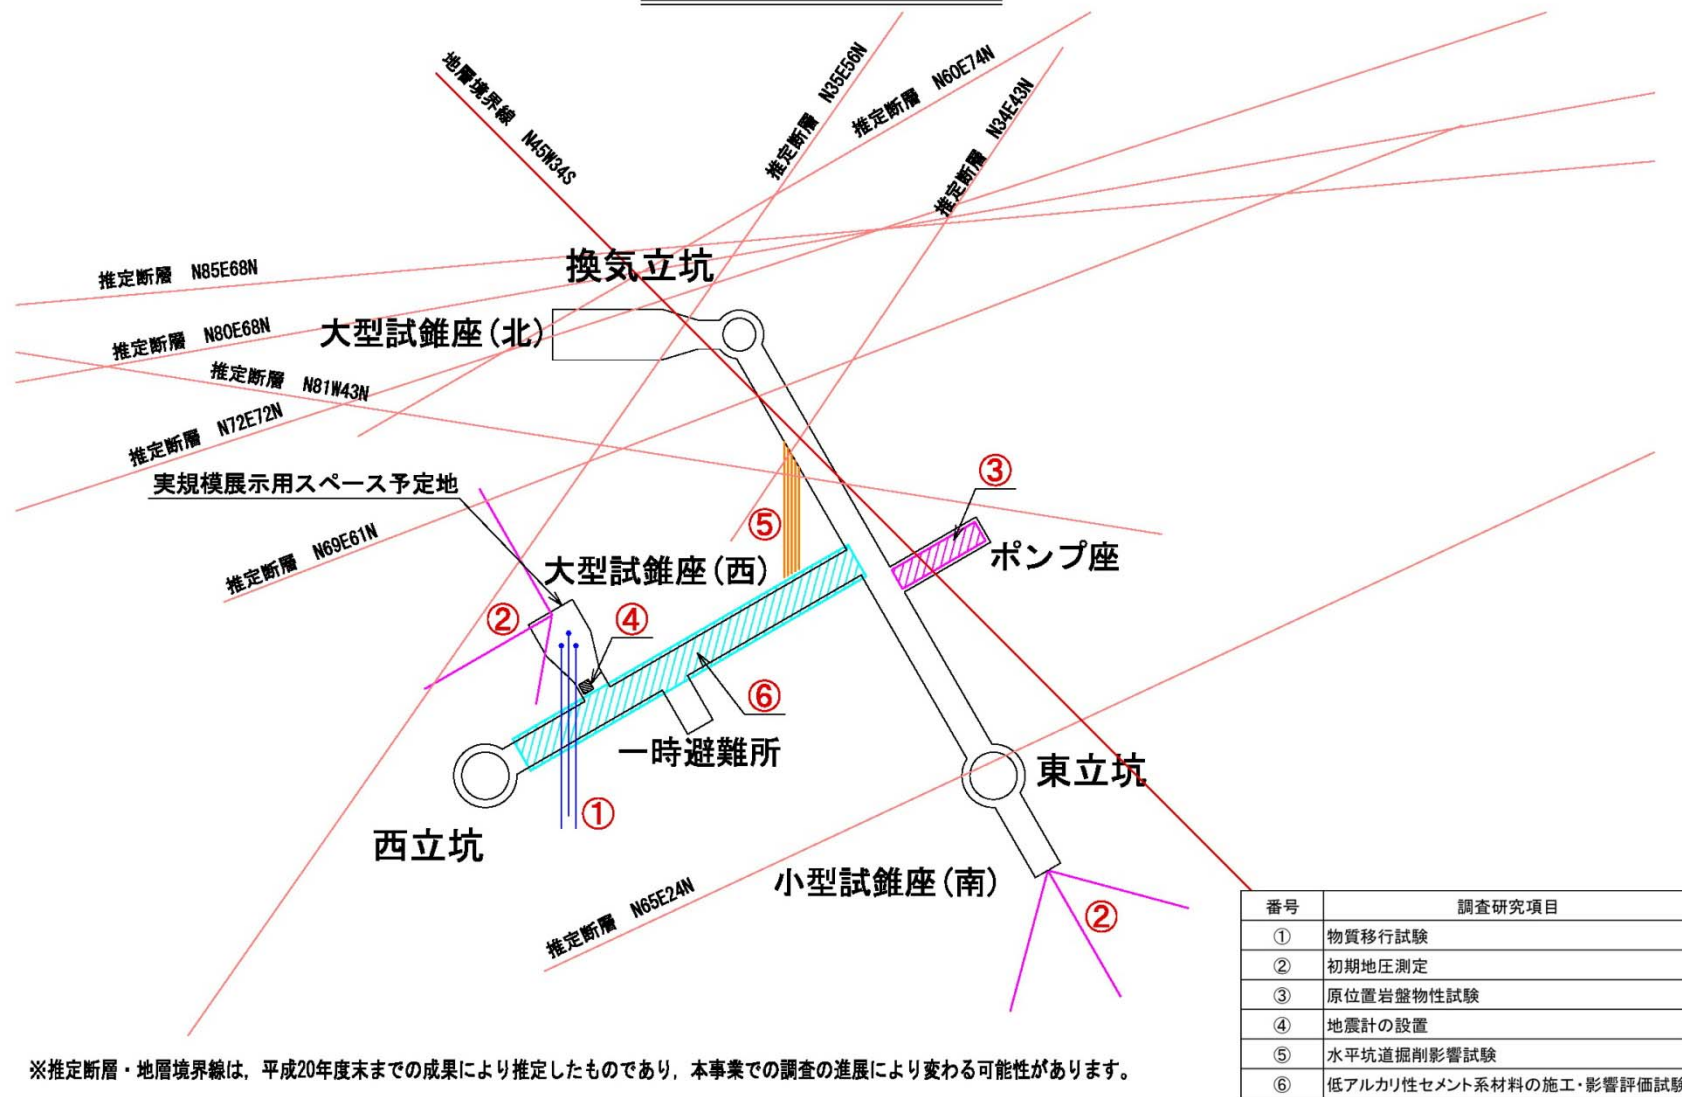 地層境界線 N45W34S
推定断層 N35E56N
推定断層 N60E74N
推定断層 N34E43N
換気立坑
推定断層 N85E68N
大型試錐座(北)
推定断層 N80E68N
推定断層 N81W43N
推定断層 N72E72N
実規模展示用スペース予定地
③
⑤
推定断層 N69E61N
大型試錐座(西)
ポンプ座
②
④
⑥
一時避難所
東立坑
①
西立坑
小型試錐座(南)
推定断層 N65E24N
②
番号 調査研究項目
① 物質移行試験
② 初期地圧測定
③ 原位置岩盤物性試験
④ 地震計の設置
⑤ 水平坑道掘削影響試験
⑥ 低アルカリ性セメント系材料の施工・影響評価試験
※推定断層・地層境界線は，平成20年度末までの成果により推定したものであり，本事業での調査の進展により変わる可能性があります。